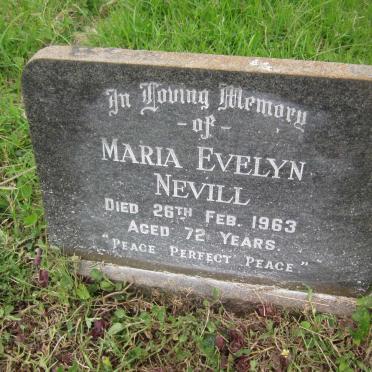 In Loving Memory
- of -
MARIA EVELYN
NEVILL
DIED 26TH FEB. 1963
AGED 72 YEARS.
"PEACE PERFECT PEACE"